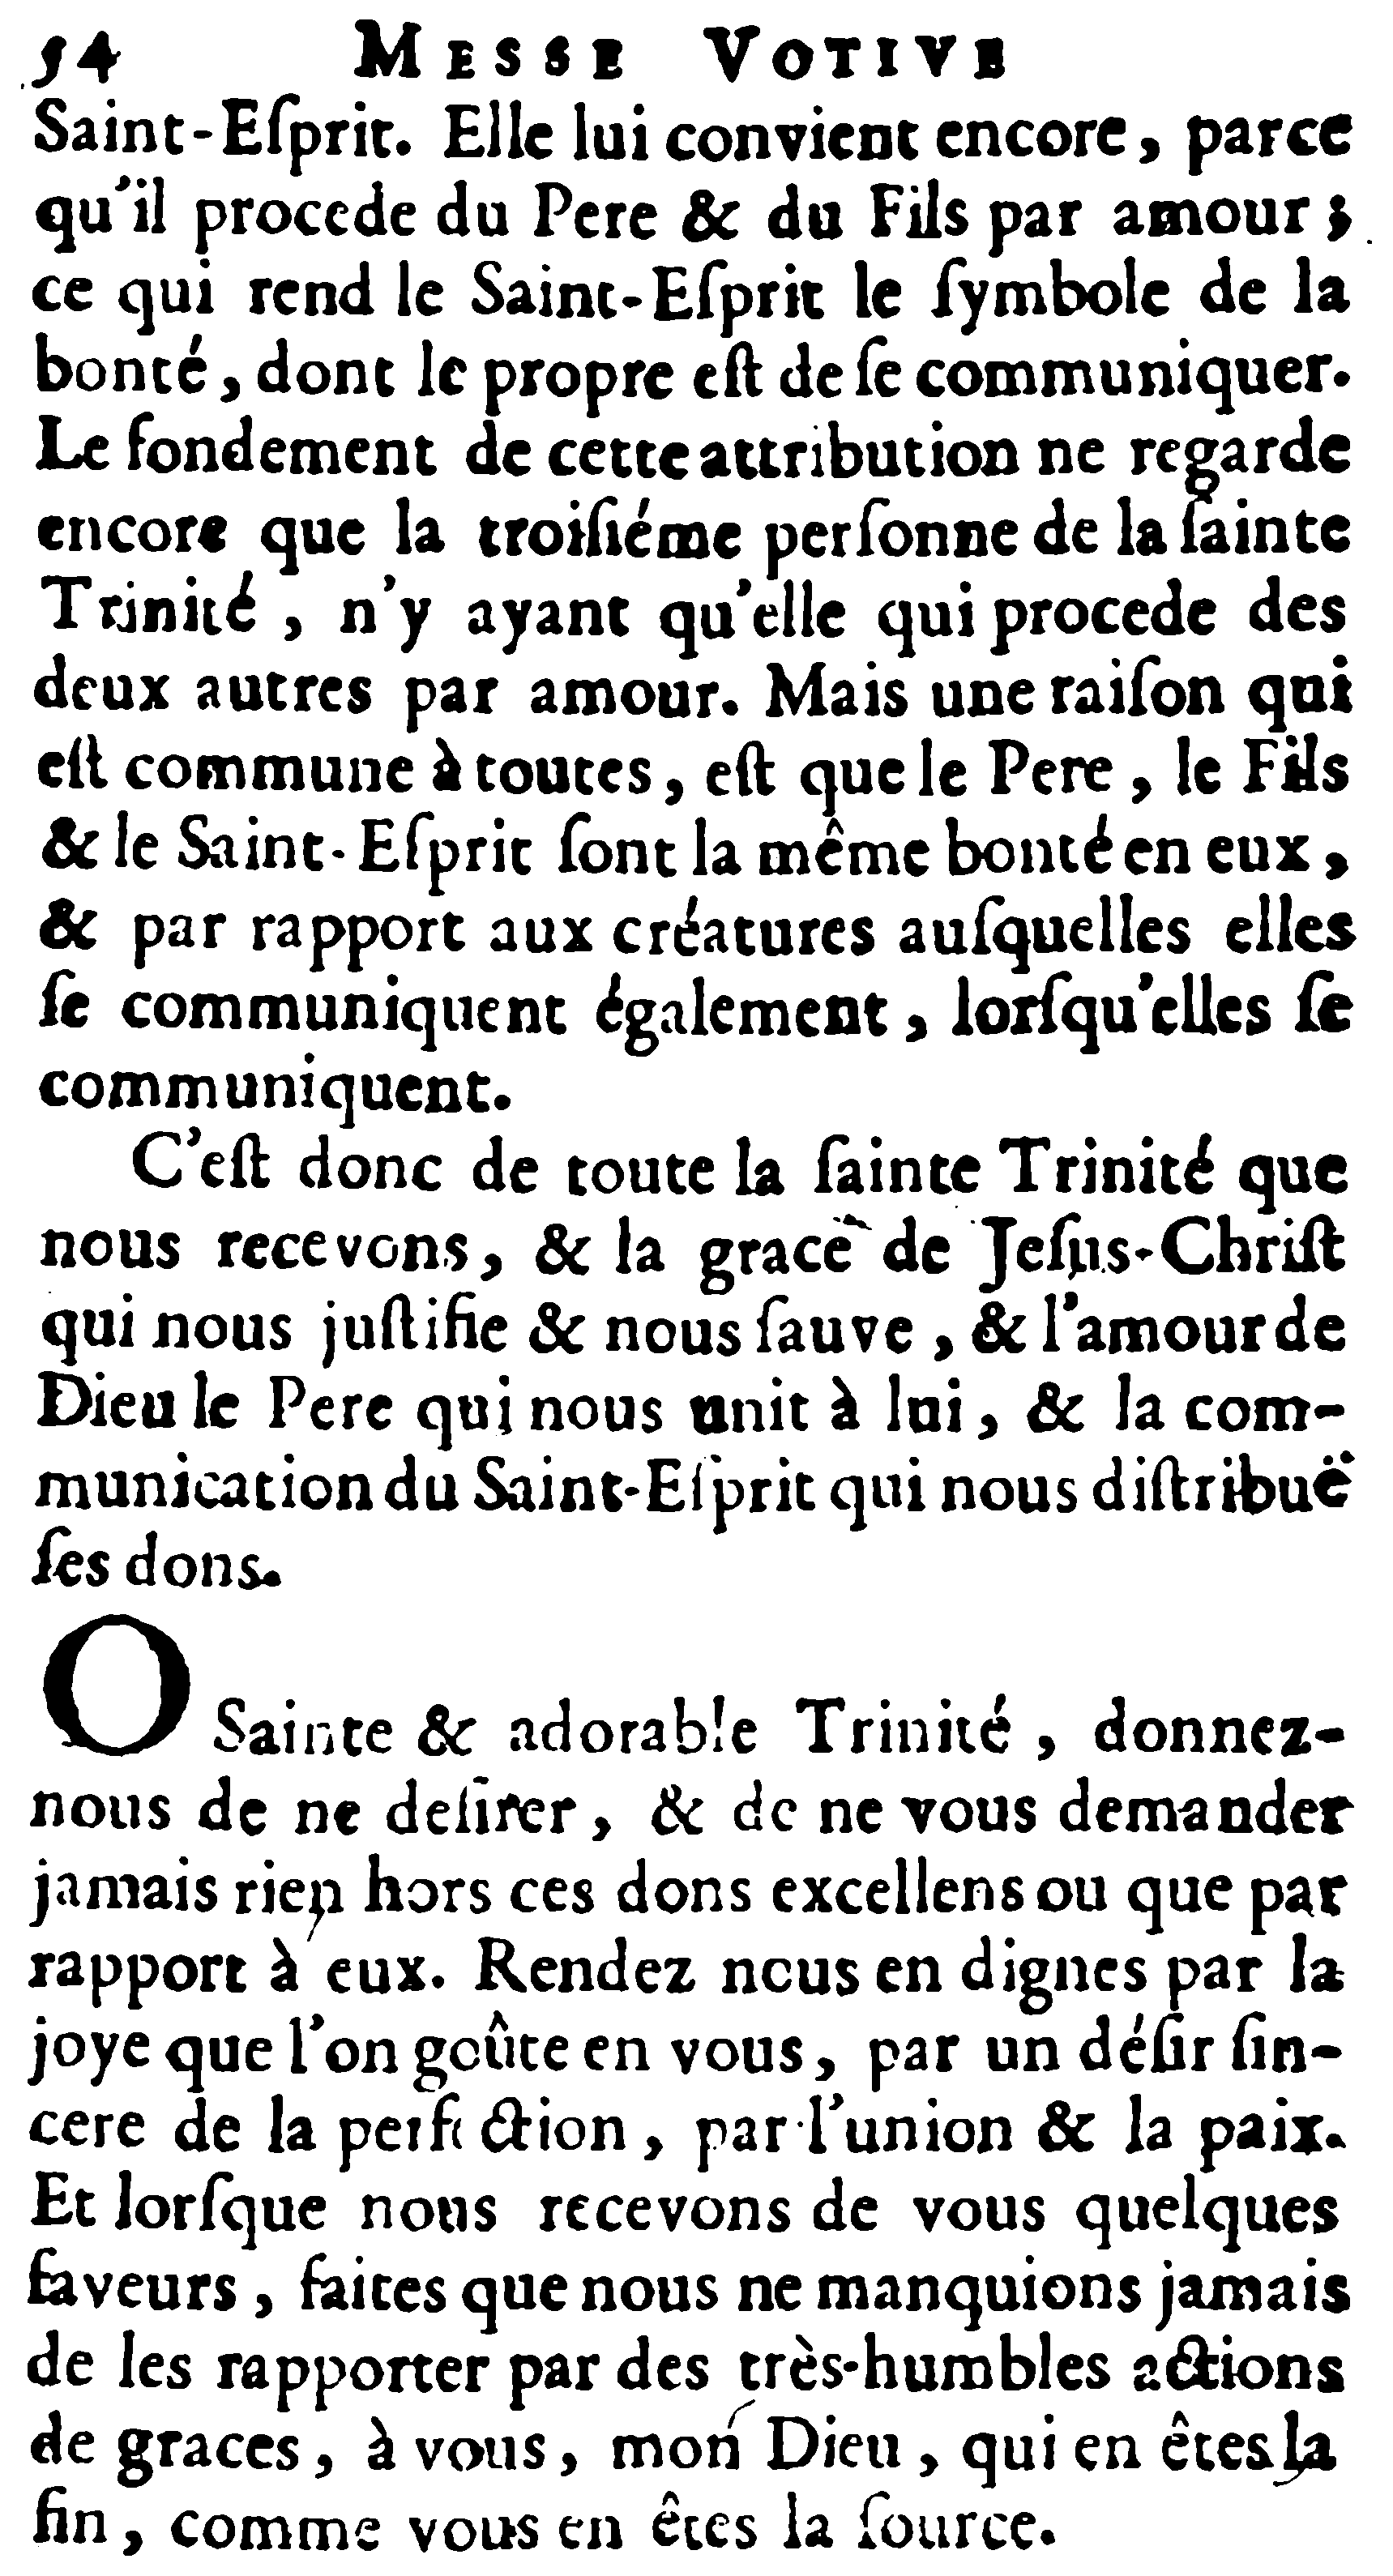 54 MESSE VOTIVE
Saint-Eſprit. Elle lui convient encore, parce
qu'il procede du Pere & du Fils par amour;
ce qui rend le Saint-Eſprit le ſymbole de la
bonté, dont le propre eſt de ſe communiquer.
Le fondement de cette attribution ne regarde
encore que la troiſiéme perſonne de la ſainte
Trinité, n'y ayant qu'elle qui procede des
deux autres par amour. Mais une raiſon qui
eſt commune à toutes, eſt que le Pere, le Fils
& le Saint-Eſprit ſont la même bonté en eux,
& par rapport aux créatures auſquelles elles
ſe communiquent également, lorſqu'elles ſe
communiquent.
C'eſt donc de toute la ſainte Trinité que
nous recevons, & la grace de Jeſus-Chriſt
qui nous juſtifie & nous ſauve, & l'amour de
Dieu le Pere qui nous unit à lui, & la com-
munication du Saint-Eſprit qui nous diſtribuë
ſes dons.
O Sainte & adorable Trinité, donnez-
nous de ne deſirer, & de ne vous demander
jamais rien hors ces dons excellens ou que par
rapport à eux. Rendez nous en dignes par la
joye que l'on goûte en vous, par un déſir ſin-
cere de la perfection, par l'union & la paix.
Et lorſque nous recevons de vous quelques
faveurs, faites que nous ne manquions jamais
de les rapporter par des très-humbles actions
de graces, à vous, mon Dieu, qui en êtes la
fin, comme vous en êtes la ſource.